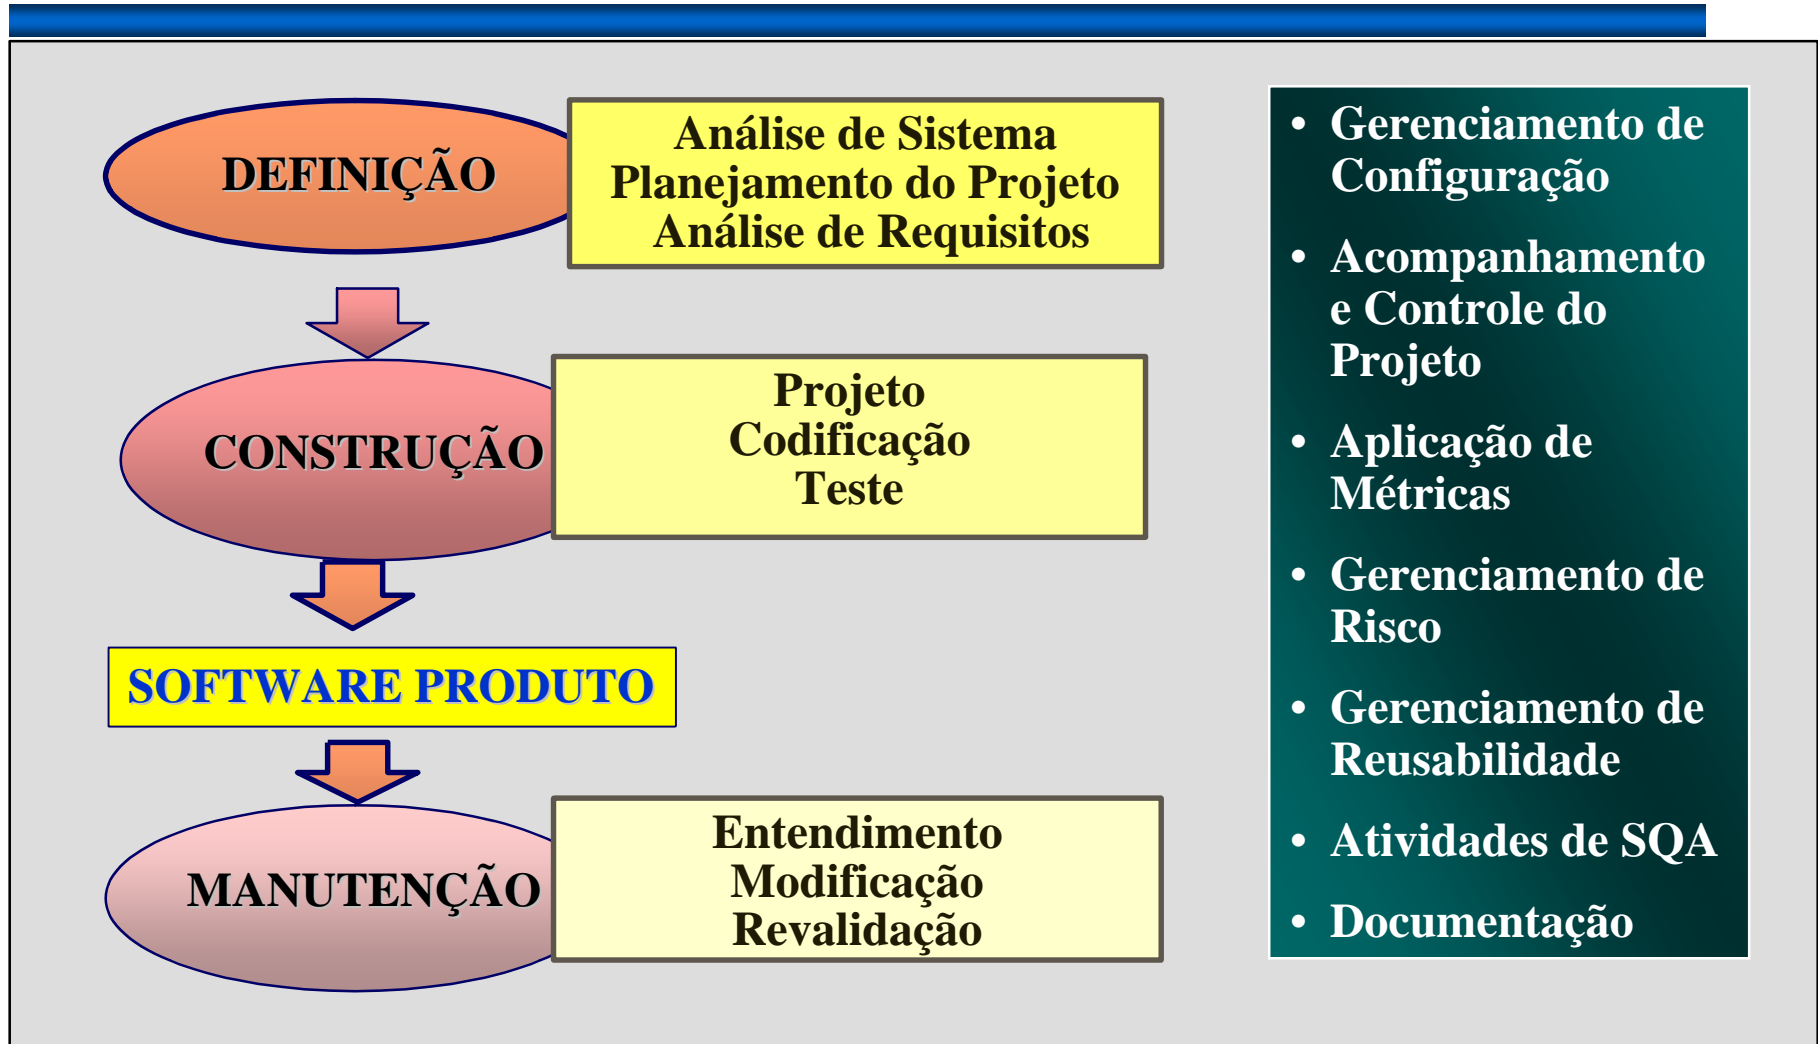 DEFINIÇÃO
Análise de Sistema
Planejamento do Projeto
Análise de Requisitos
CONSTRUÇÃO
Projeto
Codificação
Teste
SOFTWARE PRODUTO
MANUTENÇÃO
Entendimento
Modificação
Revalidação
• Gerenciamento de
Configuração
• Acompanhamento
e Controle do
Projeto
• Aplicação de
Métricas
• Gerenciamento de
Risco
• Gerenciamento de
Reusabilidade
• Atividades de SQA
• Documentação